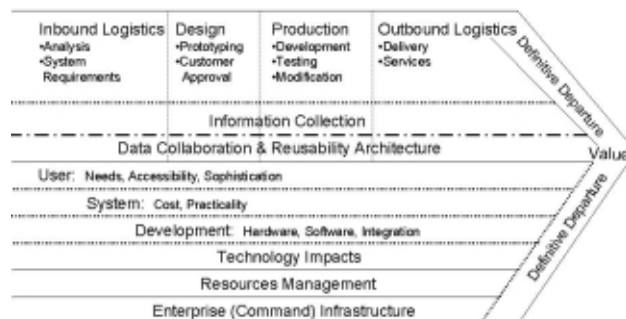 Inbound Logistics
•Analysis
•System
Requirements
Design
•Prototyping
•Customer
Approval
Production
•Development
•Testing
•Modification
Outbound Logistics
•Delivery
•Services
Definitive Departure
Information Collection
Data Collaboration & Reusability Architecture
Value
User: Needs, Accessibility, Sophistication
System: Cost, Practicality
Development: Hardware, Software, Integration
Technology Impacts
Resources Management
Enterprise (Command) Infrastructure
Definitive Departure